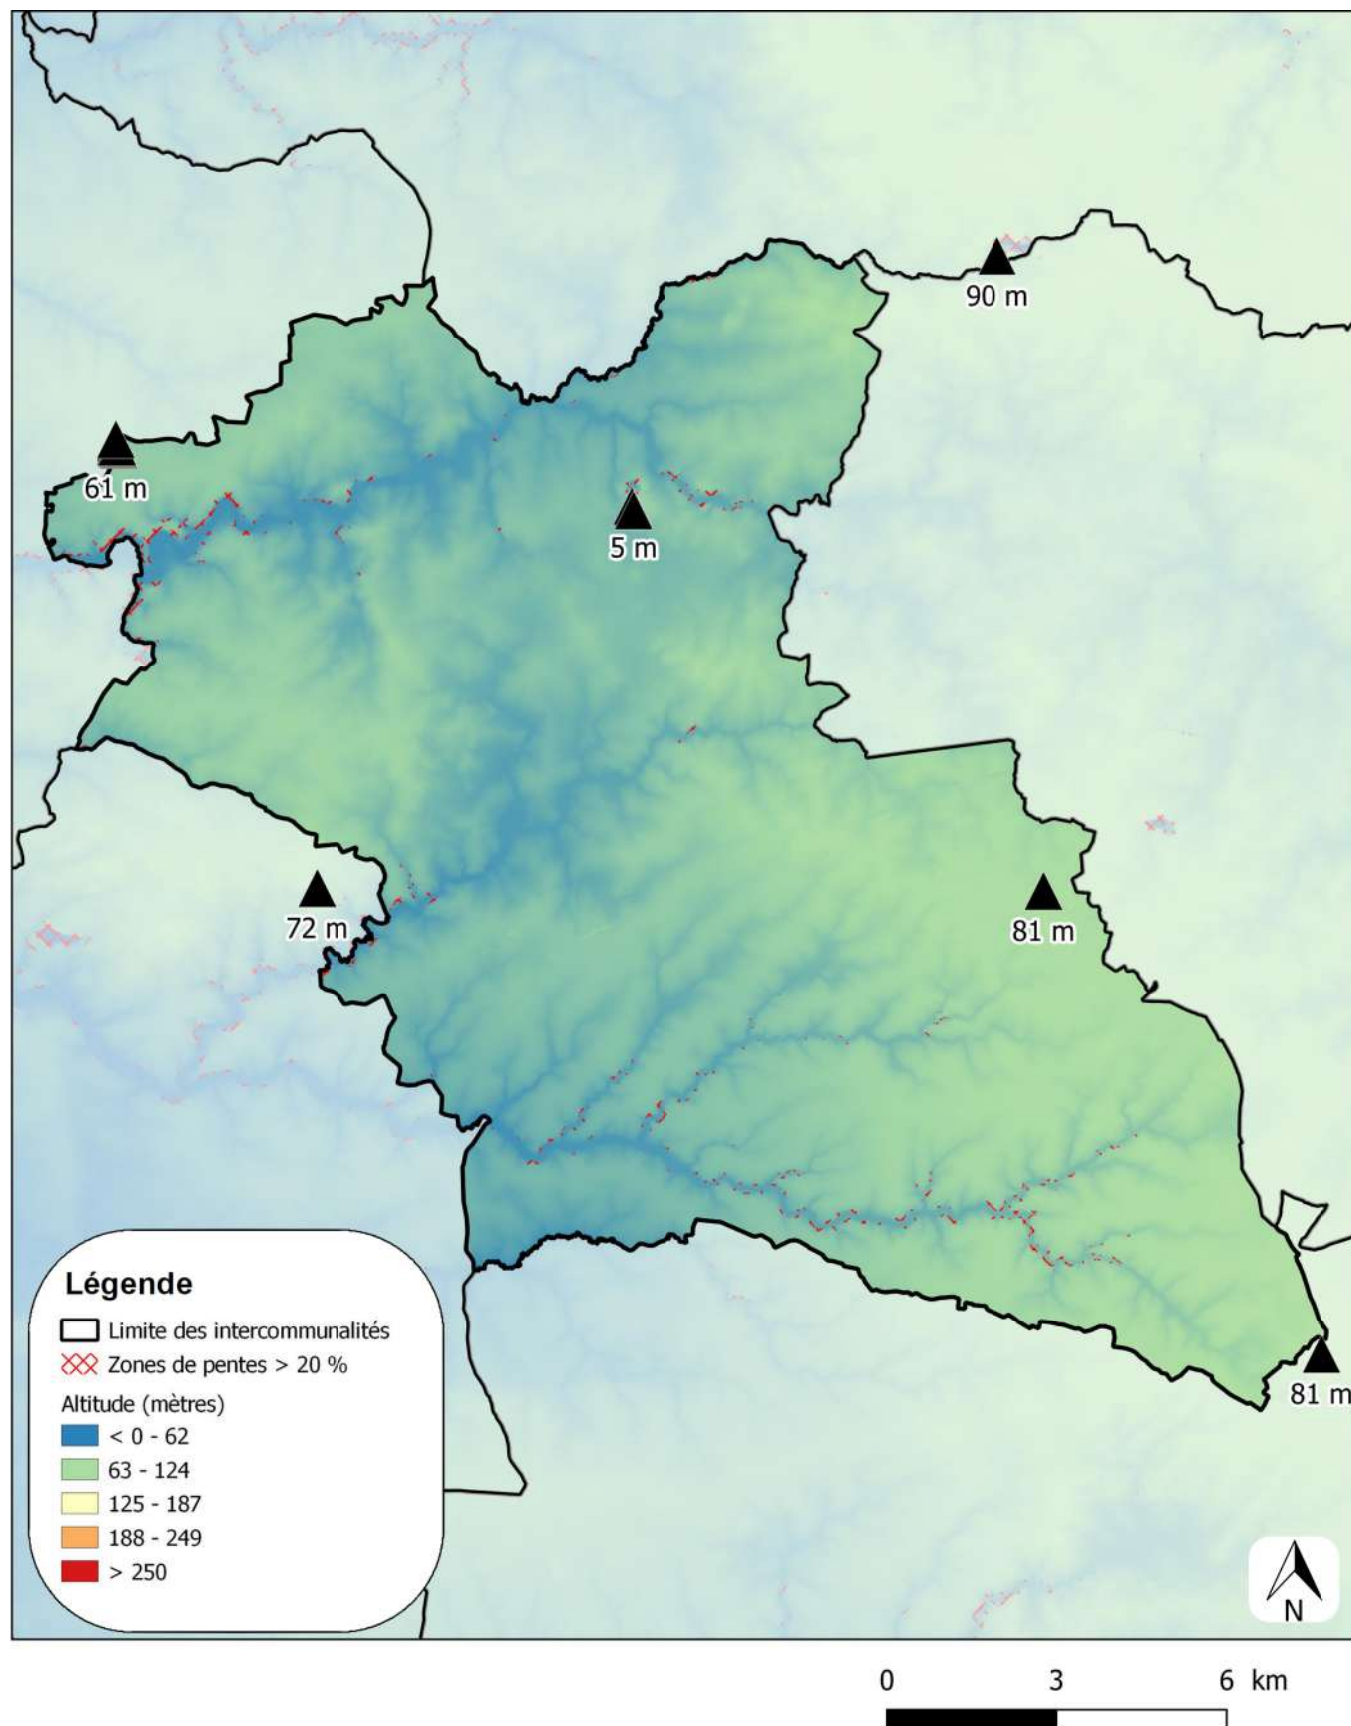 90 m
61 m
5 m
72 m
81 m
81 m
Légende
Limite des intercommunalités
Zones de pentes > 20 %
Altitude (mètres)
< 0 - 62
63 - 124
125 - 187
188 - 249
> 250
N
0 3 6 km